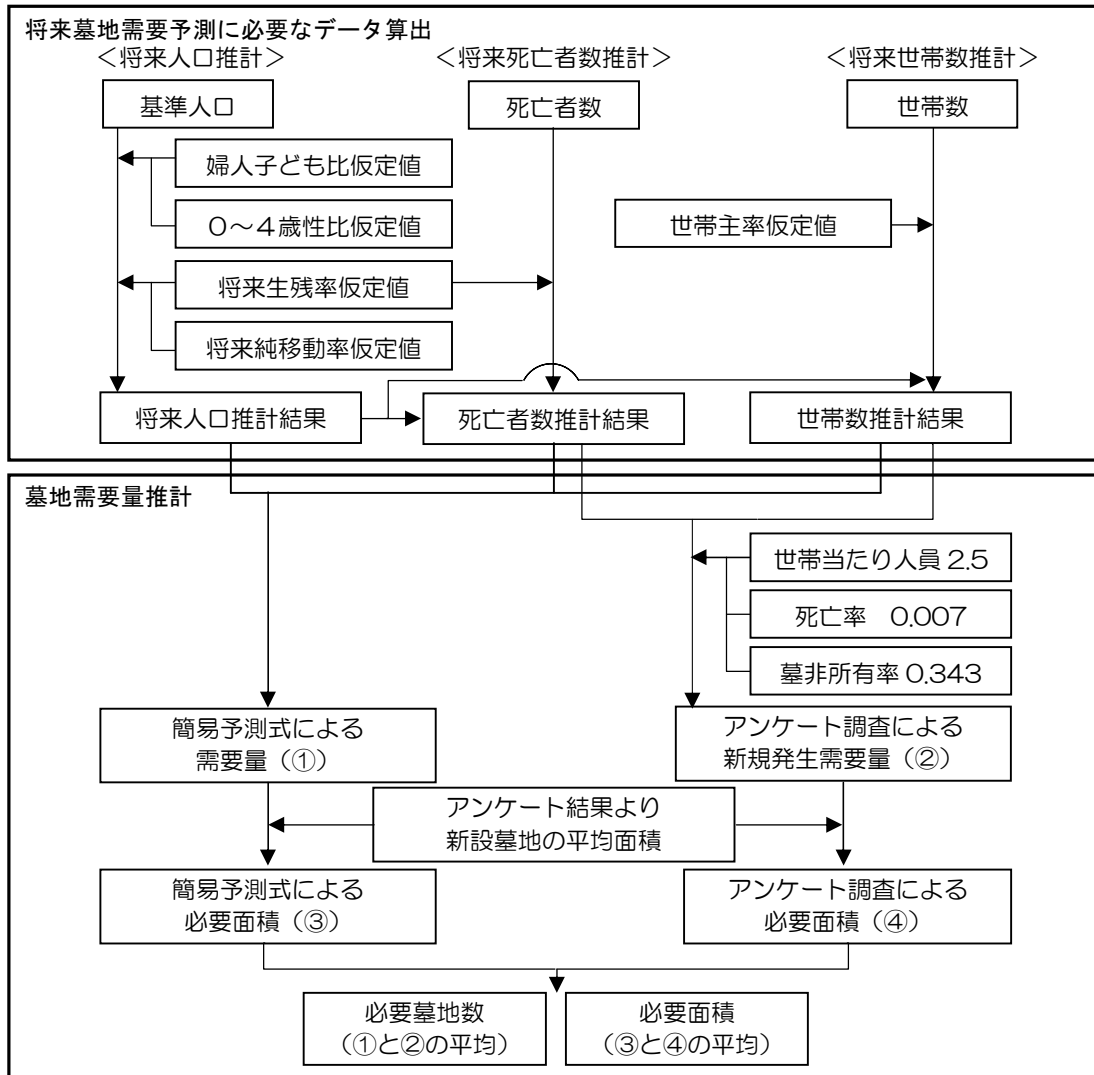 将来墓地需要予測に必要なデータ算出
＜将来人口推計＞
＜将来死亡者数推計＞
＜将来世帯数推計＞
基準人口
死亡者数
世帯数
婦人子ども比仮定値
０～４歳性比仮定値
世帯主率仮定値
将来生残率仮定値
将来純移動率仮定値
将来人口推計結果
死亡者数推計結果
世帯数推計結果
墓地需要量推計
世帯当たり人員 2.5
死亡率　0.007
墓非所有率 0.343
簡易予測式による
需要量（①）
アンケート調査による
新規発生需要量（②）
アンケート結果より
新設墓地の平均面積
簡易予測式による
必要面積（③）
アンケート調査による
必要面積（④）
必要墓地数
（①と②の平均）
必要面積
（③と④の平均）